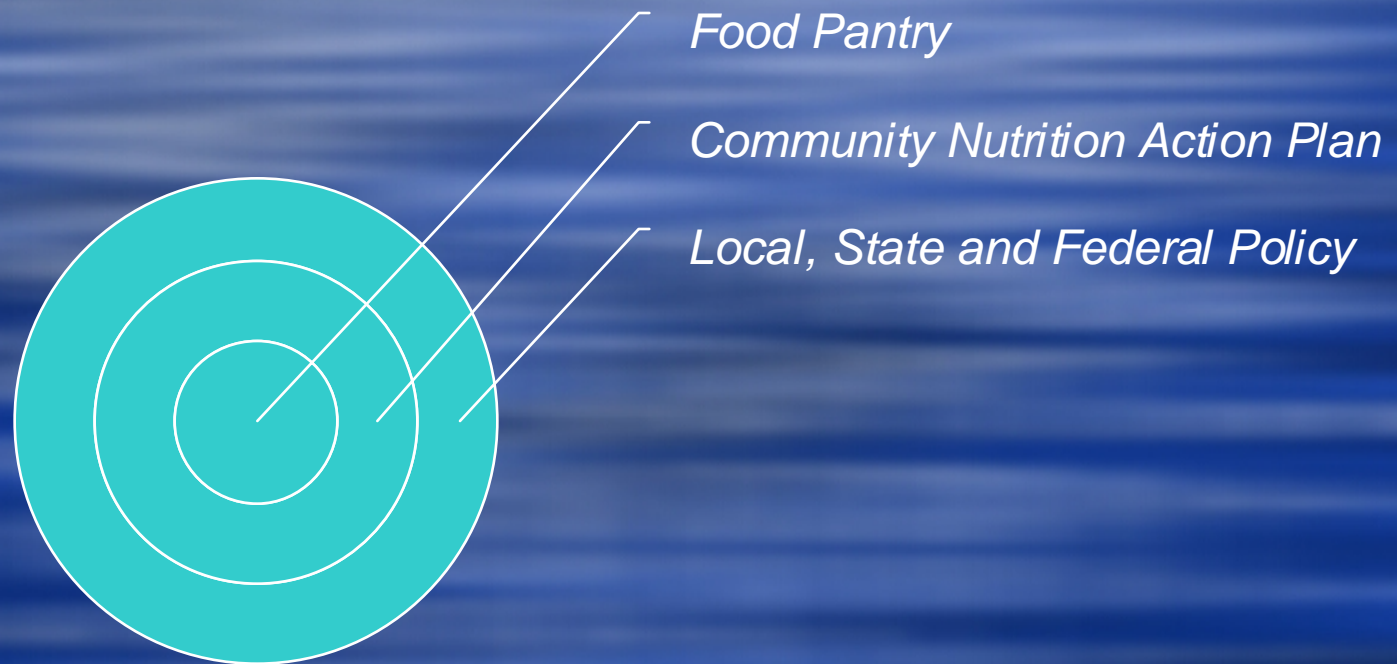 Food Pantry
Community Nutrition Action Plan
Local, State and Federal Policy